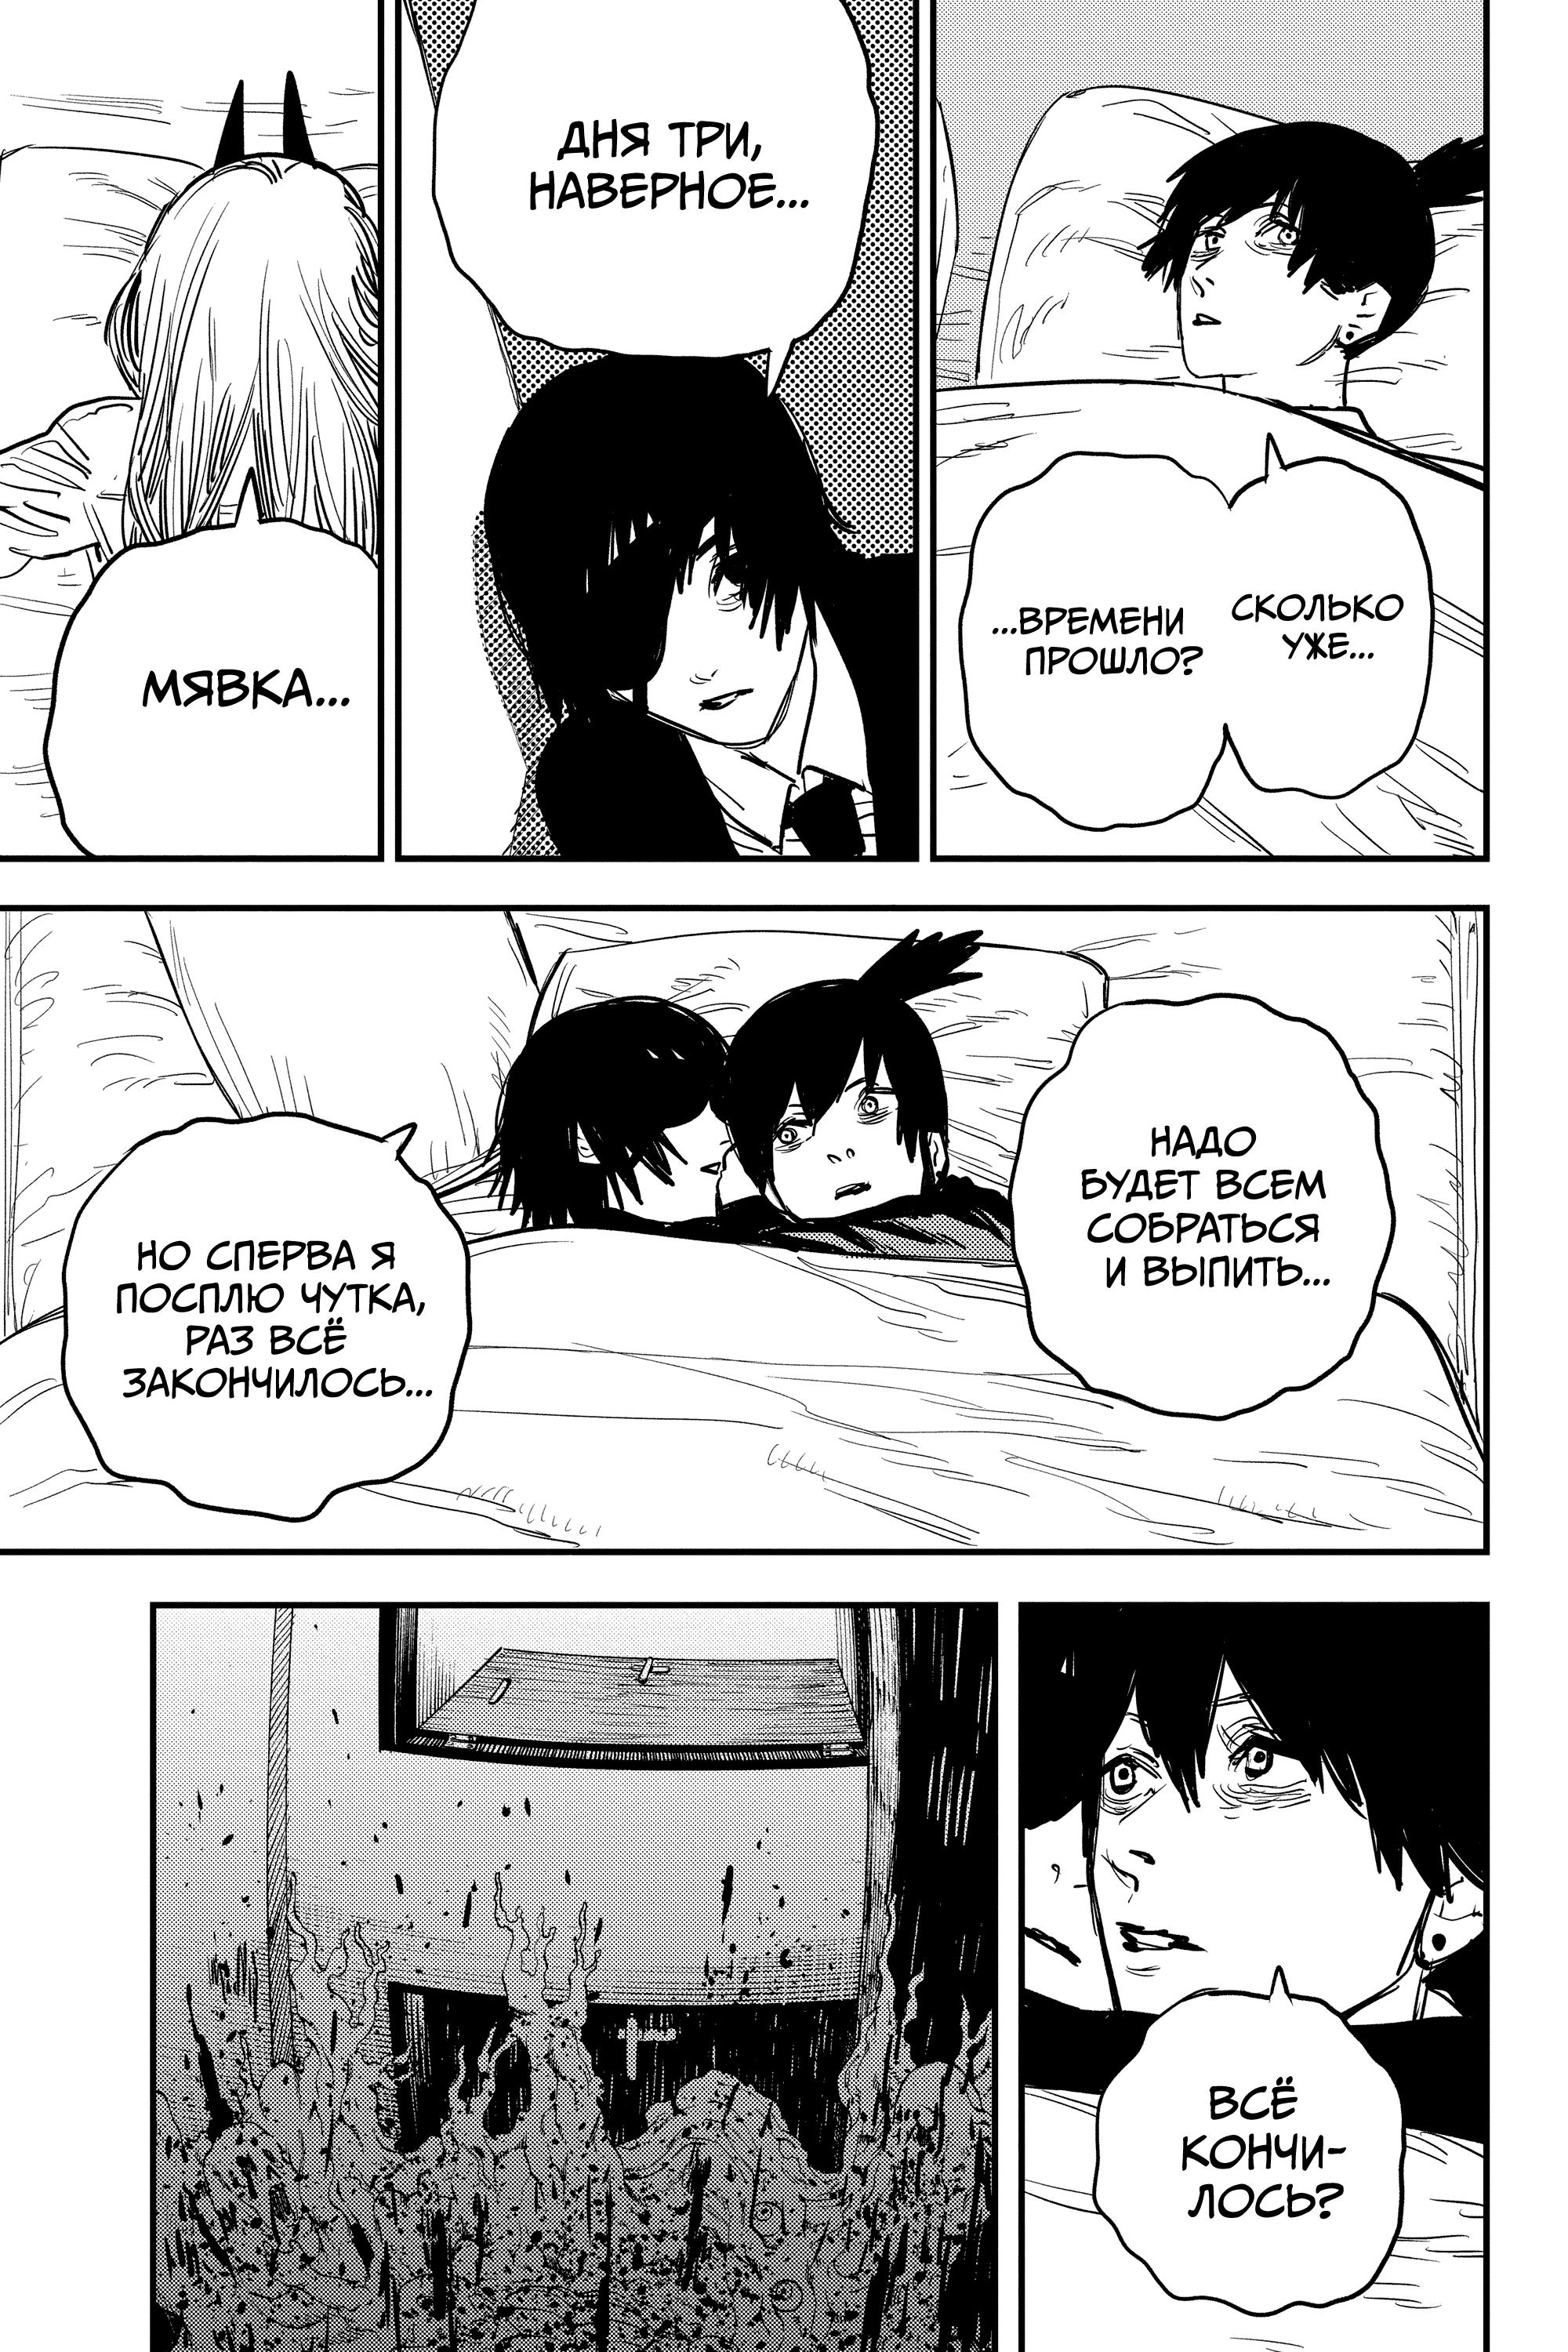 СКОЛЬКО
УЖЕ...
...ВРЕМЕНИ
ПРОШЛО?
ДНЯ ТРИ,
НАВЕРНОЕ...
МЯВКА...
НАДО
БУДЕТ ВСЕМ
СОБРАТЬСЯ
И ВЫПИТЬ...
НО СПЕРВА Я
ПОСПЛЮ ЧУТКА,
РАЗ ВСЁ
ЗАКОНЧИЛОСЬ...
ВСЁ
КОНЧИ-
ЛОСЬ?